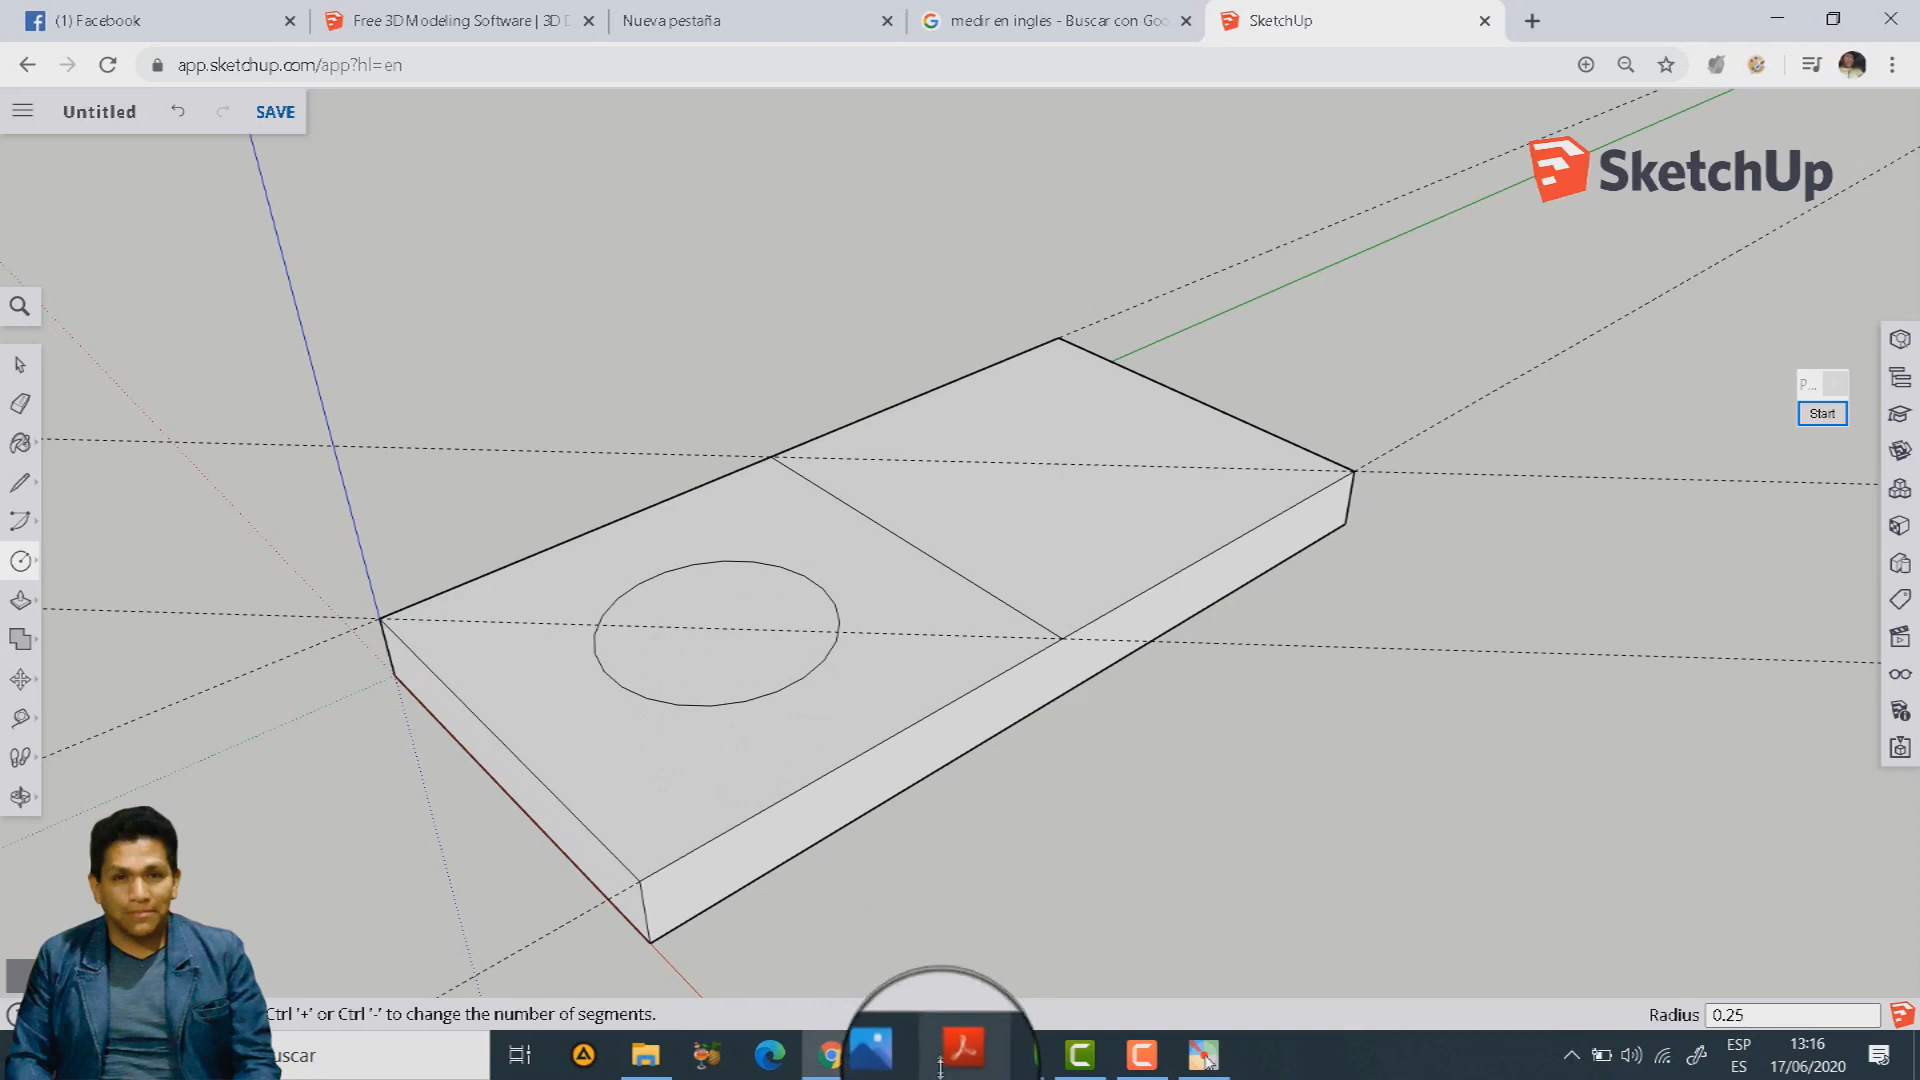 (1) Facebook
Free 3D Modeling Software | 3D D
Nueva pestaña
medir en ingles - Buscar con Goo
SketchUp
app.sketchup.com/app?hl=en
Untitled
SAVE
SketchUp
P...
Start
Ctrl '+' or Ctrl '-' to change the number of segments.
Radius
0.25
uscar
ESP
ES
13:16
17/06/2020